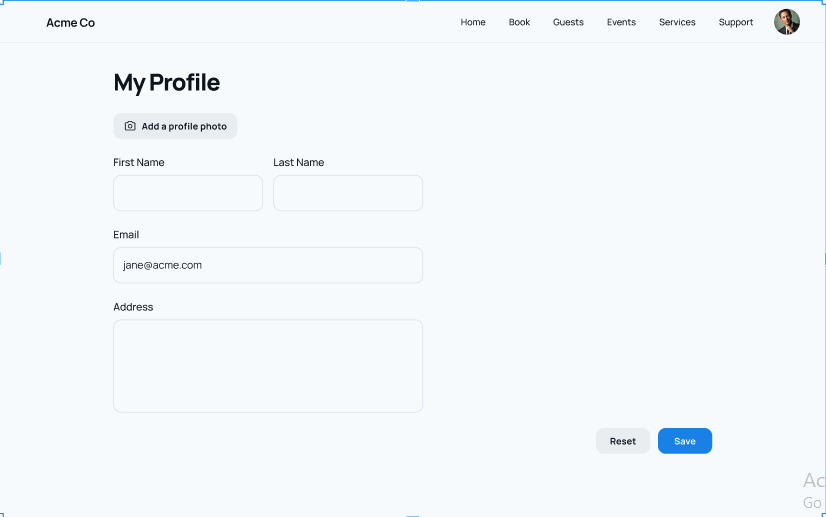 Acme Co Home Book Guests Events Services Support
My Profile
Add a profile photo
First Name Last Name
Email
jane@acme.com
Address
Reset Save
Go